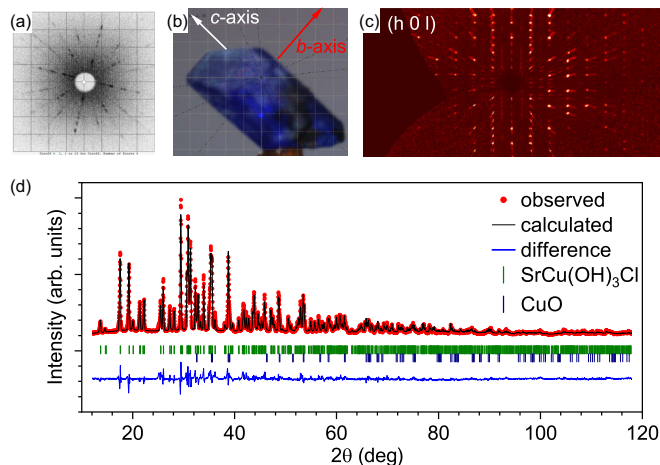 (a)
(b)
c-axis
b-axis
(c)
(h 0 l)
(d)
observed
calculated
difference
SrCu(OH)₃Cl
CuO
Intensity (arb. units)
20 40 60 80 100 120
2θ (deg)